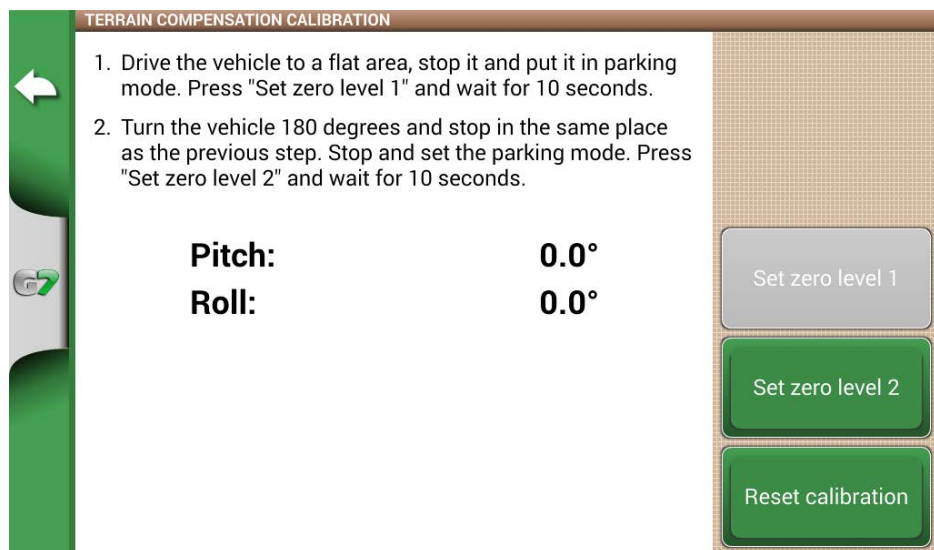 TERRAIN COMPENSATION CALIBRATION
1. Drive the vehicle to a flat area, stop it and put it in parking
mode. Press "Set zero level 1" and wait for 10 seconds.
2. Turn the vehicle 180 degrees and stop in the same place
as the previous step. Stop and set the parking mode. Press
"Set zero level 2" and wait for 10 seconds.
Pitch: 0.0°
Roll: 0.0°
G7
Set zero level 1
Set zero level 2
Reset calibration